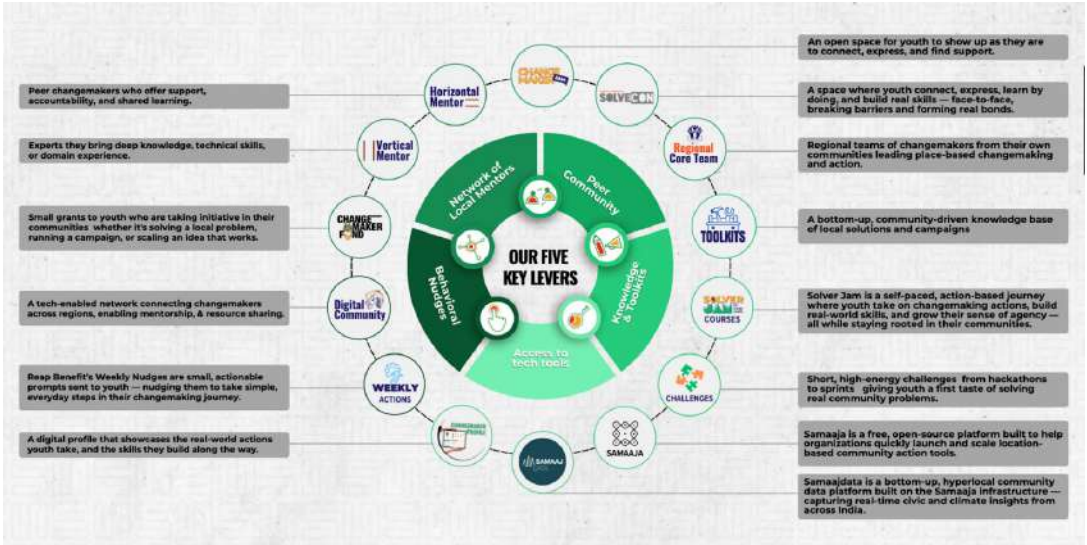 An open space for youth to show up as they are
to connect, express, and find support.
Peer changemakers who offer support,
accountability, and shared learning.
A space where youth connect, express, learn by
doing, and build real skills — face-to-face,
breaking barriers and forming real bonds.
Experts they bring deep knowledge, technical skills,
or domain experience.
Regional teams of changemakers from their own
communities leading place-based changemaking
and action.
Small grants to youth who are taking initiative in their
communities whether it's solving a local problem,
running a campaign, or scaling an idea that works.
A bottom-up, community-driven knowledge base
of local solutions and campaigns
A tech-enabled network connecting changemakers
across regions, enabling mentorship, & resource sharing.
Solver Jam is a self-paced, action-based journey
where youth take on changemaking actions, build
real-world skills, and grow their sense of agency —
all while staying rooted in their communities.
Reap Benefit's Weekly Nudges are small, actionable
prompts sent to youth — nudging them to take simple,
everyday steps in their changemaking journey.
Short, high-energy challenges from hackathons
to sprints giving youth a first taste of solving
real community problems.
A digital profile that showcases the real-world actions
youth take, and the skills they build along the way.
Samaaja is a free, open-source platform built to help
organizations quickly launch and scale location-
based community action tools.
Samaajdata is a bottom-up, hyperlocal community
data platform built on the Samaaja infrastructure —
capturing real-time civic and climate insights from
across India.
CHANGE
MAKER
SOLVECON
Regional
Core Team
TOOLKITS
SOLVER
JAM
COURSES
CHALLENGES
SAMAAJA
SAMAAJ
DATA
WEEKLY
ACTIONS
Digital
Community
CHANGE
MAKER
FUND
Vertical
Mentor
Horizontal
Mentor
Network of
Local Mentors
Peer
Community
Knowledge
& Toolkits
Access to
tech tools
Behavioral
Nudges
OUR FIVE
KEY LEVERS